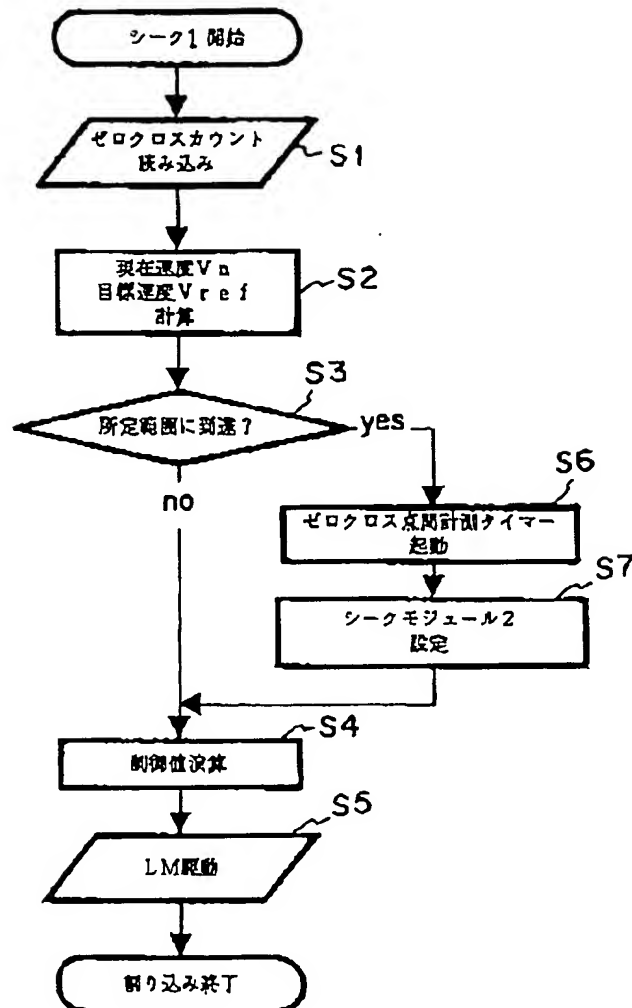 シーク1 開始
ゼロクロスカウント
読み込み
S1
現在速度Vn
目標速度Vref
計算
S2
S3
所定範囲に到達?
yes
no
S6
ゼロクロス点間計測タイマー
起動
S7
シークモジュール2
設定
S4
制御値演算
S5
LM駆動
割り込み終了